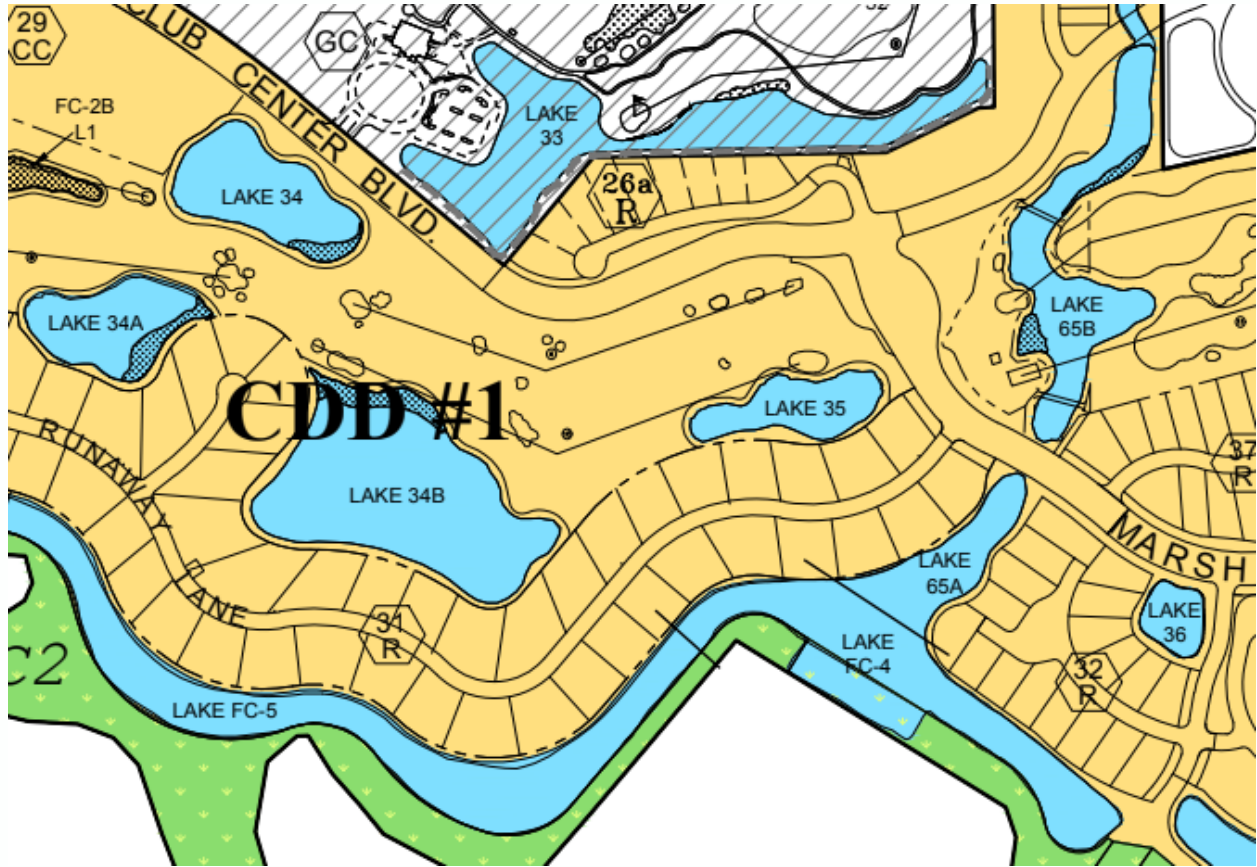 29
CC
CLUB CENTER BLVD.
GC
FC-2B
L1
LAKE
33
LAKE 34
26a
R
LAKE 34A
LAKE
65B
CDD #1
LAKE 35
RUNAWAY LANE
37
R
LAKE 34B
MARSH
LAKE
65A
LAKE
36
31
R
LAKE
FC-4
32
R
C2
LAKE FC-5